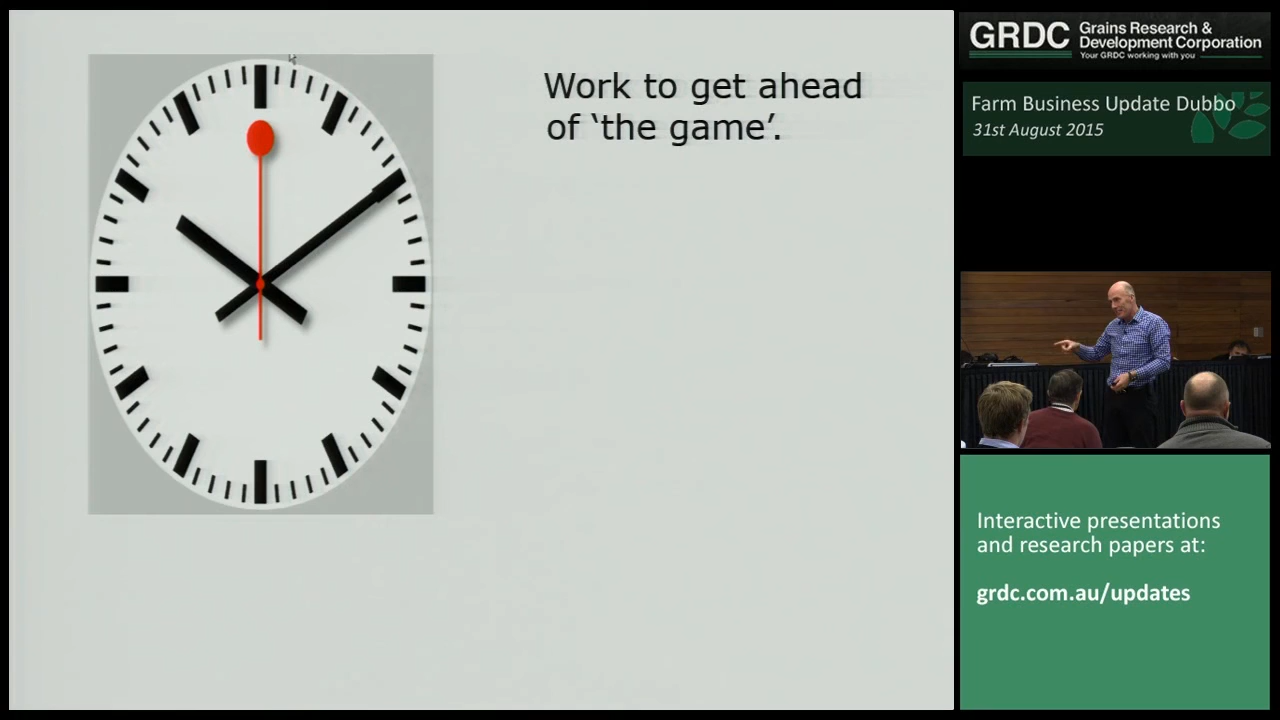 Work to get ahead
of ‘the game’.
GRDC
Grains Research &
Development Corporation
Your GRDC working with you
Farm Business Update Dubbo
31st August 2015
Interactive presentations
and research papers at:
grdc.com.au/updates